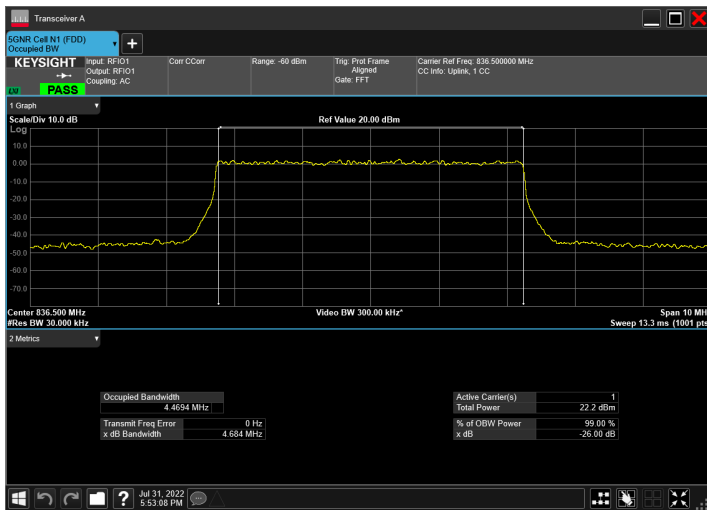 Transceiver A
5GNR Cell N1 (FDD)
Occupied BW
KEYSIGHT
Input: RFIO1
Output: RFIO1
Coupling: AC
Corr CCorr
Range: -60 dBm
Trig: Prot Frame
Aligned
Gate: FFT
Carrier Ref Freq: 836.500000 MHz
CC Info: Uplink, 1 CC
PASS
1 Graph
Scale/Div 10.0 dB
Ref Value 20.00 dBm
Log
10.0
0.00
-10.0
-20.0
-30.0
-40.0
-50.0
-60.0
-70.0
Center 836.500 MHz
Video BW 300.00 kHz*
Span 10 MH
#Res BW 30.000 kHz
Sweep 13.3 ms (1001 pts
2 Metrics
Occupied Bandwidth
4.4694 MHz
Active Carrier(s) 1
Total Power 22.2 dBm
Transmit Freq Error 0 Hz
x dB Bandwidth 4.684 MHz
% of OBW Power 99.00 %
x dB -26.00 dB
Jul 31, 2022
5:53:08 PM